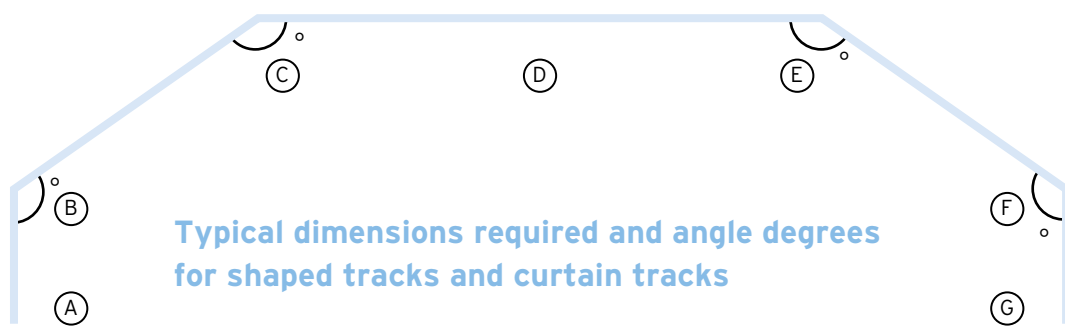 °
C
D
E
°
°
B
F
°
Typical dimensions required and angle degrees
for shaped tracks and curtain tracks
A
G